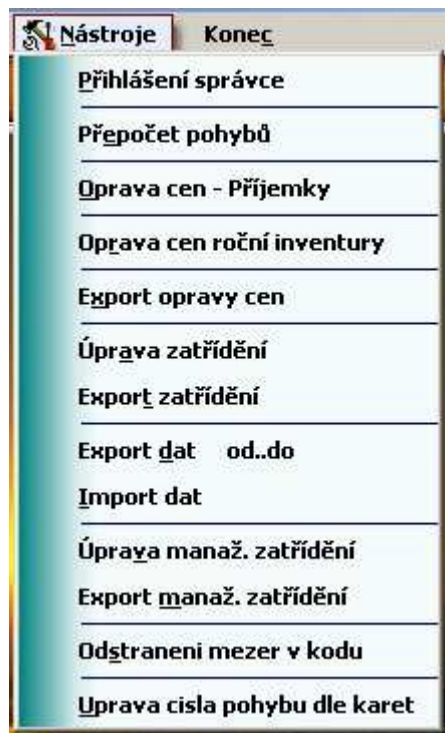 Nástroje Konec
Přihlášení správce
Přepočet pohybů
Oprava cen - Příjemky
Oprava cen roční inventury
Export opravy cen
Úprava zatřídění
Export zatřídění
Export dat od..do
Import dat
Úprava manaž. zatřídění
Export manaž. zatřídění
Odstraneni mezer v kodu
Uprava cisla pohybu dle karet